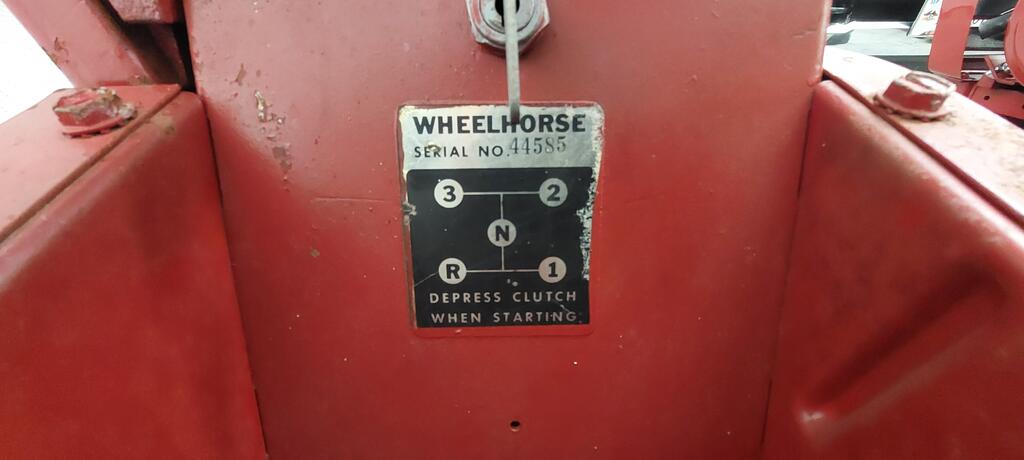 WHEELHORSE
SERIAL NO. 44585
3 2
N
R 1
DEPRESS CLUTCH
WHEN STARTING